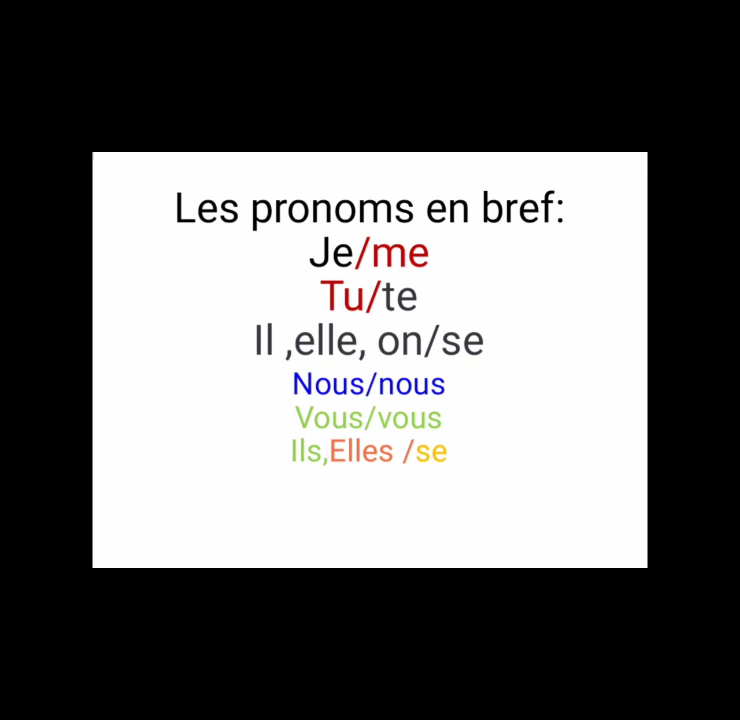 Les pronoms en bref:
Je/me
Tu/te
Il ,elle, on/se
Nous/nous
Vous/vous
Ils,Elles /se